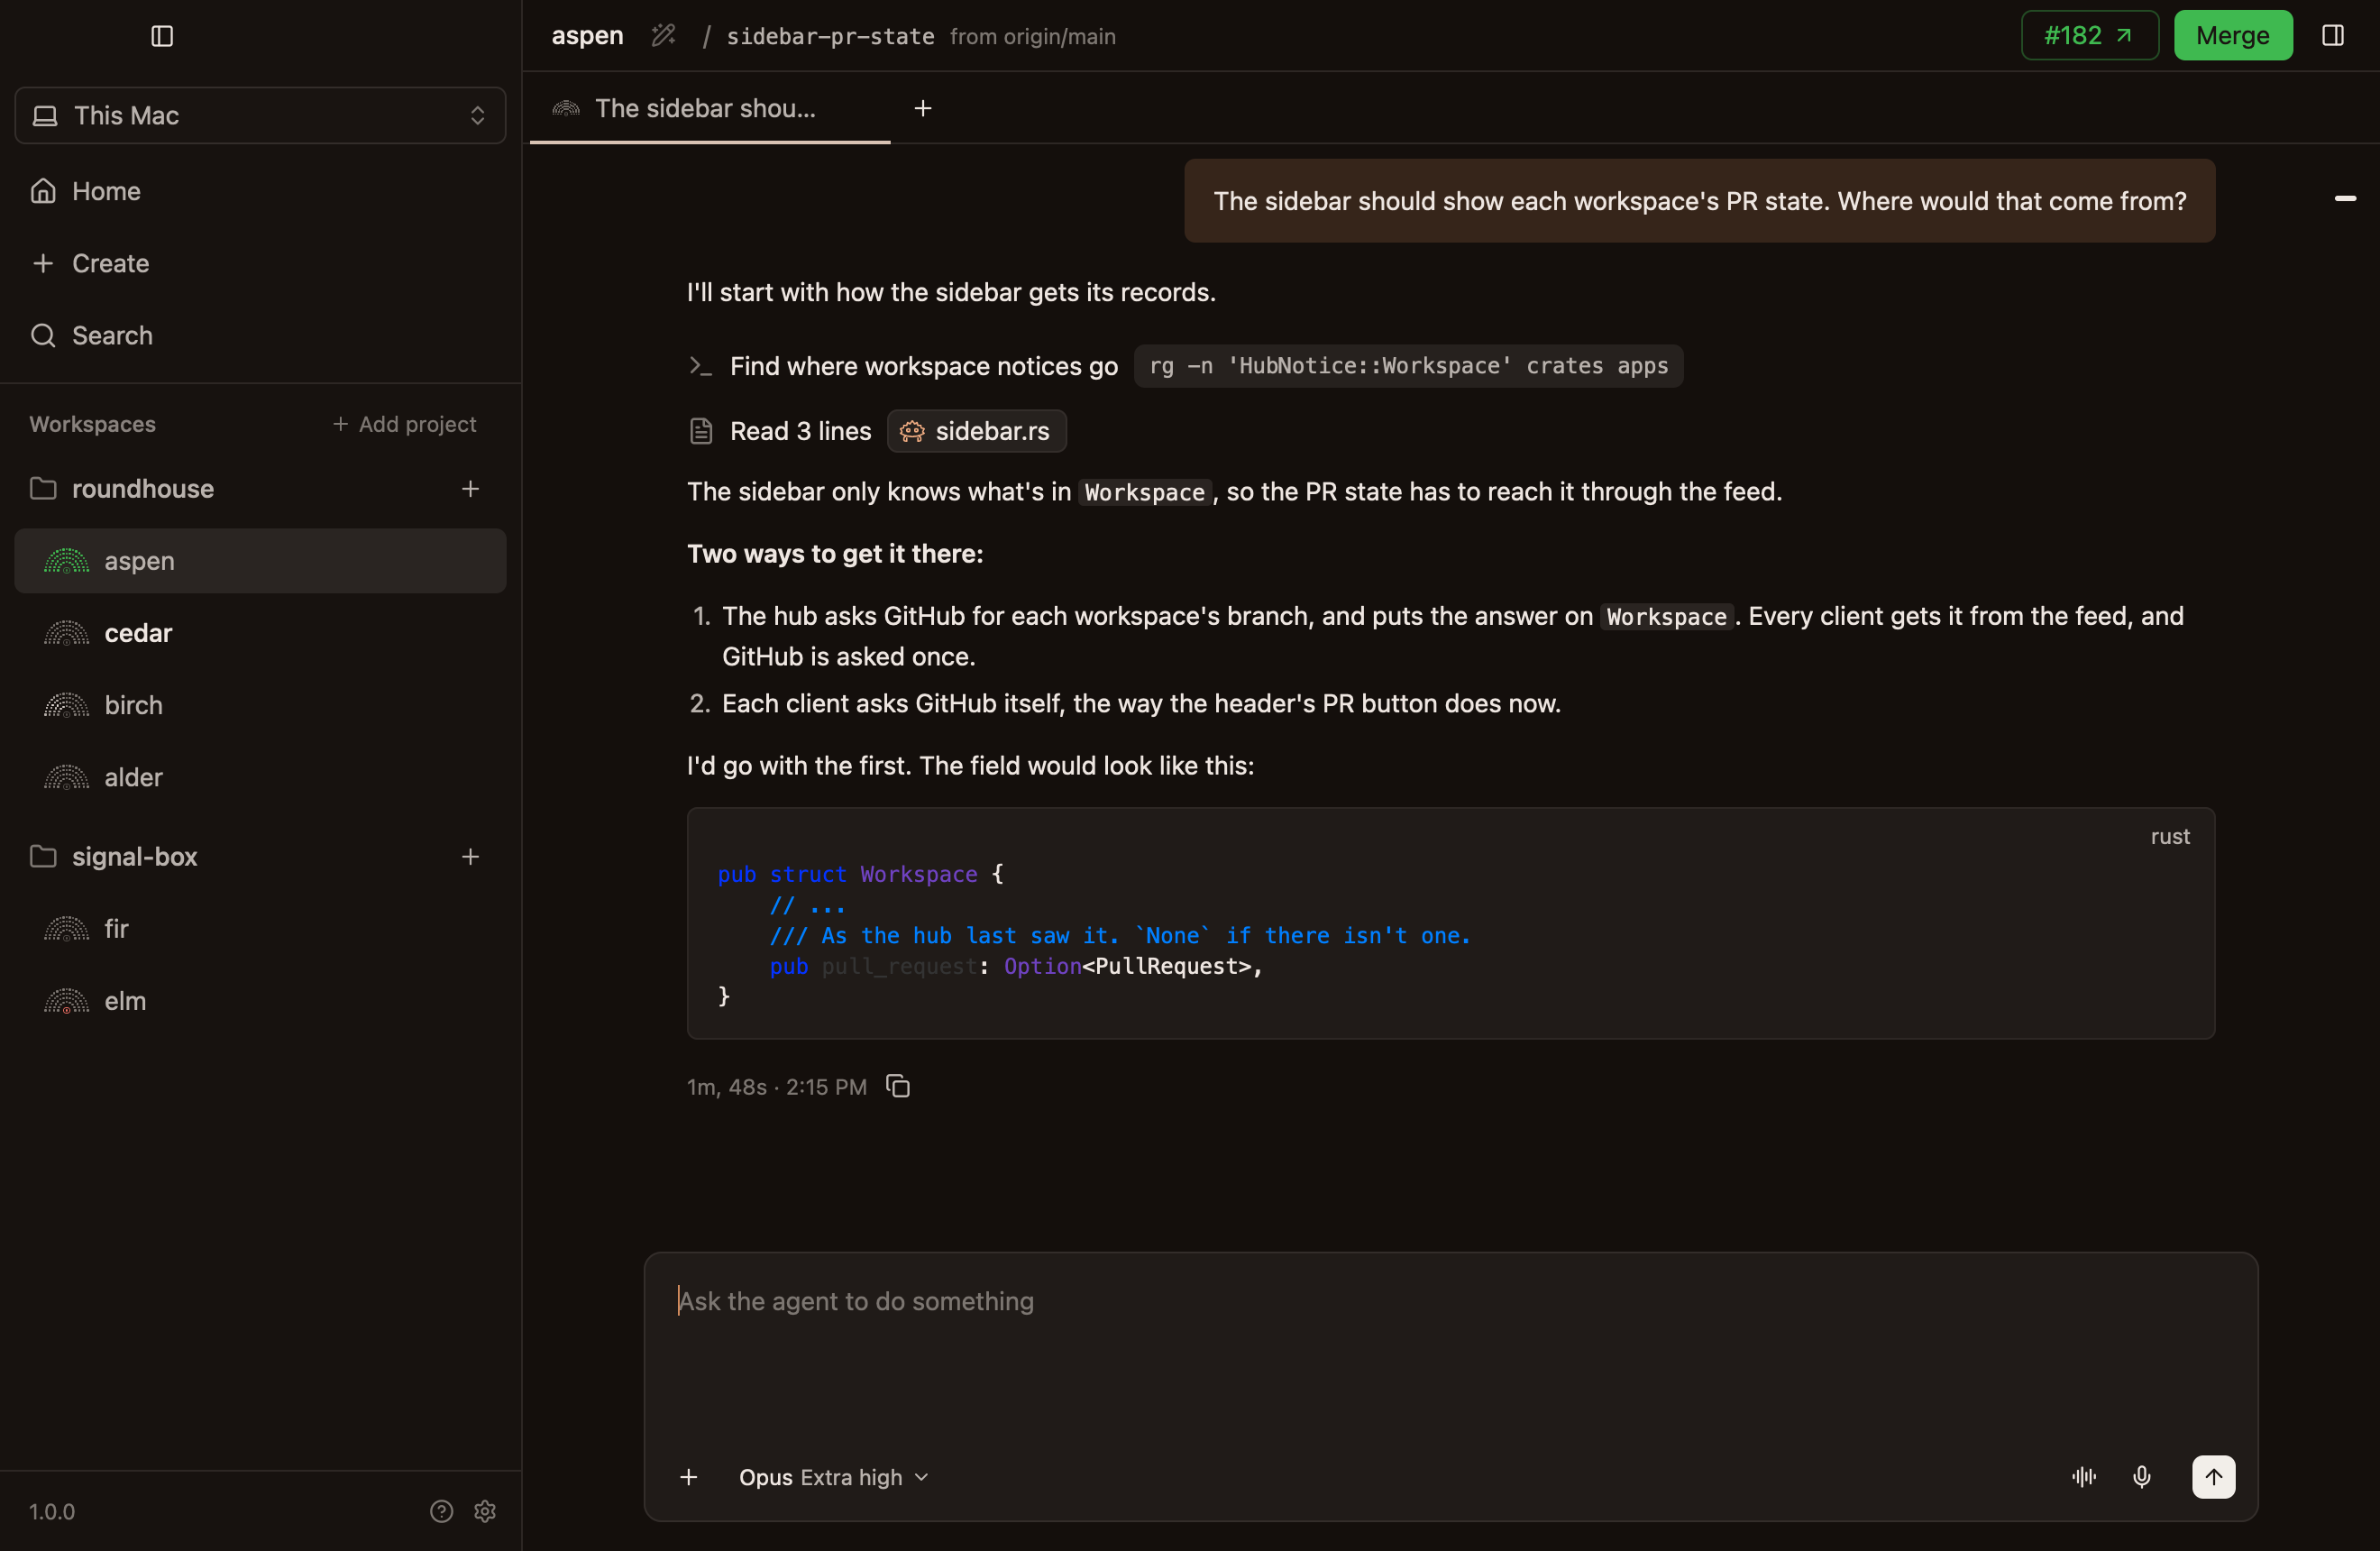 This Mac
Home
Create
Search
Workspaces
Add project
roundhouse
aspen
cedar
birch
alder
signal-box
fir
elm
1.0.0
aspen / sidebar-pr-state from origin/main
#182
Merge
The sidebar shou...
The sidebar should show each workspace's PR state. Where would that come from?
I'll start with how the sidebar gets its records.
Find where workspace notices go rg -n 'HubNotice::Workspace' crates apps
Read 3 lines sidebar.rs
The sidebar only knows what's in Workspace, so the PR state has to reach it through the feed.
Two ways to get it there:
1. The hub asks GitHub for each workspace's branch, and puts the answer on Workspace. Every client gets it from the feed, and
GitHub is asked once.
2. Each client asks GitHub itself, the way the header's PR button does now.
I'd go with the first. The field would look like this:
rust
pub struct Workspace {
    // ...
    /// As the hub last saw it. `None` if there isn't one.
    pub pull_request: Option<PullRequest>,
}
1m, 48s · 2:15 PM
Ask the agent to do something
Opus Extra high